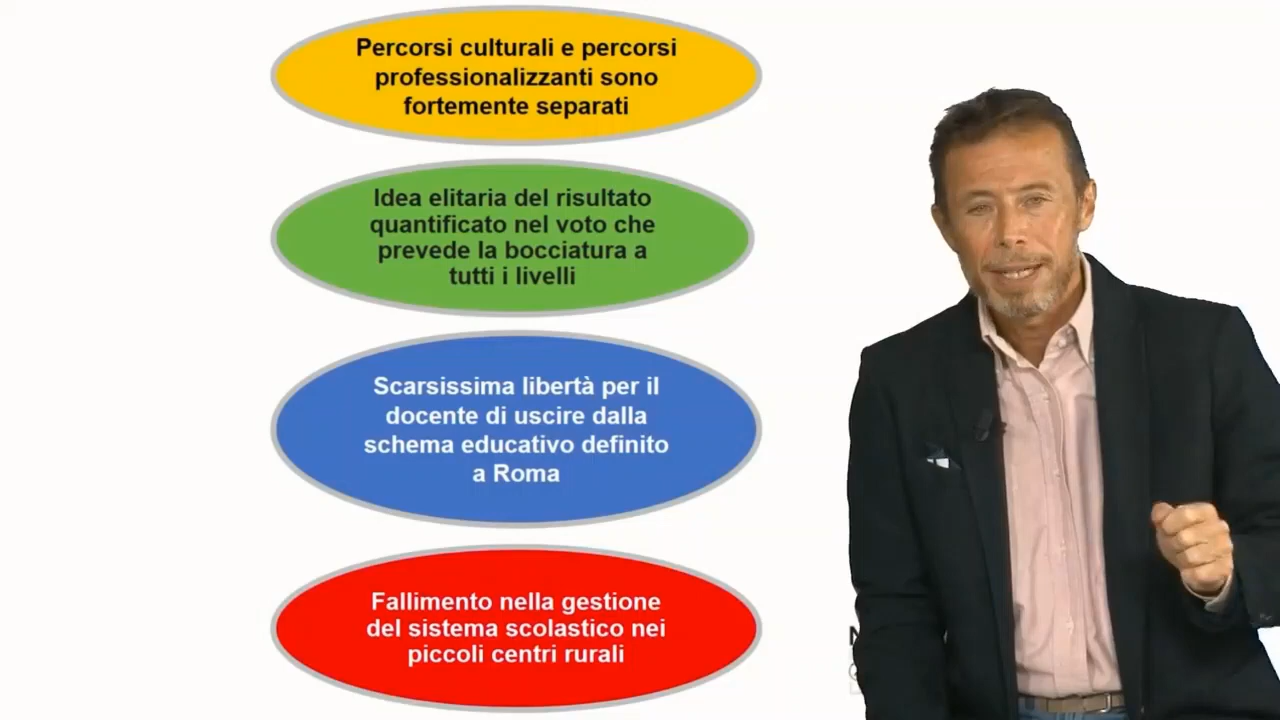 Percorsi culturali e percorsi
professionalizzanti sono
fortemente separati
Idea elitaria del risultato
quantificato nel voto che
prevede la bocciatura a
tutti i livelli
Scarsissima libertà per il
docente di uscire dalla
schema educativo definito
a Roma
Fallimento nella gestione
del sistema scolastico nei
piccoli centri rurali